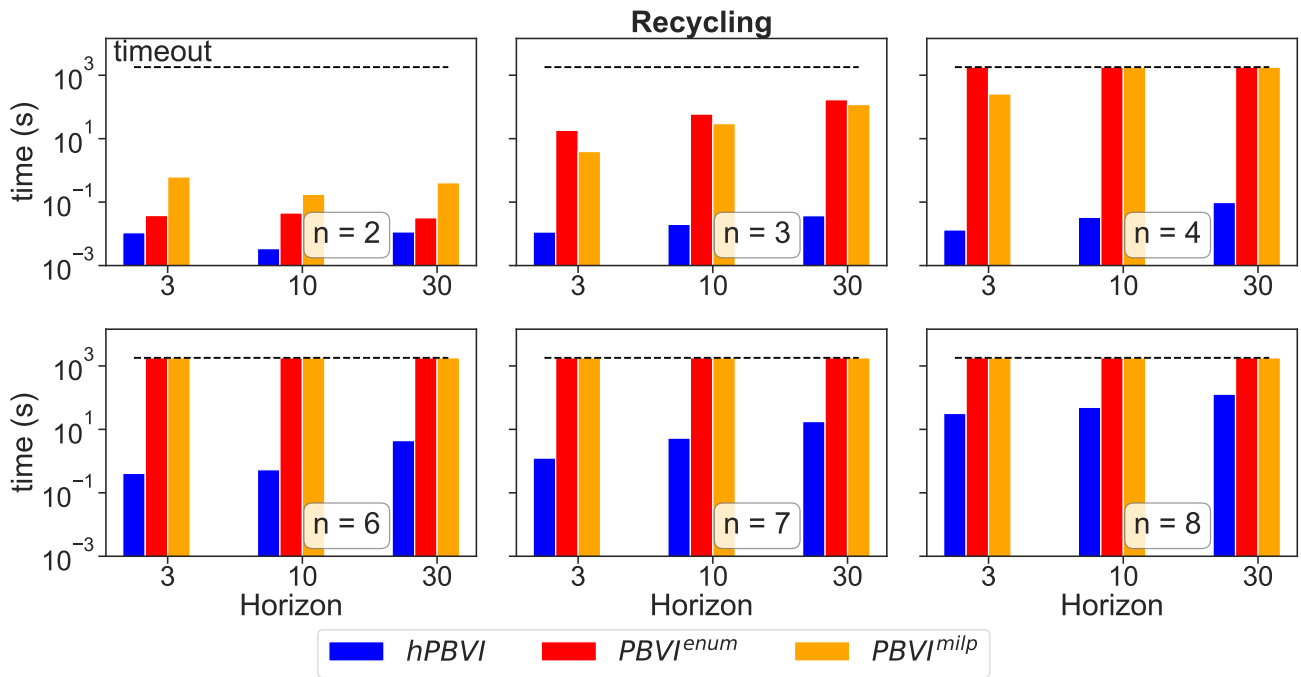 Recycling
timeout
time (s)
10^3
10^1
10^-1
10^-3
n = 2
n = 3
n = 4
3 10 30
3 10 30
3 10 30
time (s)
10^3
10^1
10^-1
10^-3
n = 6
n = 7
n = 8
3 10 30
3 10 30
3 10 30
Horizon
Horizon
Horizon
hPBVI
PBVI^enum
PBVI^milp